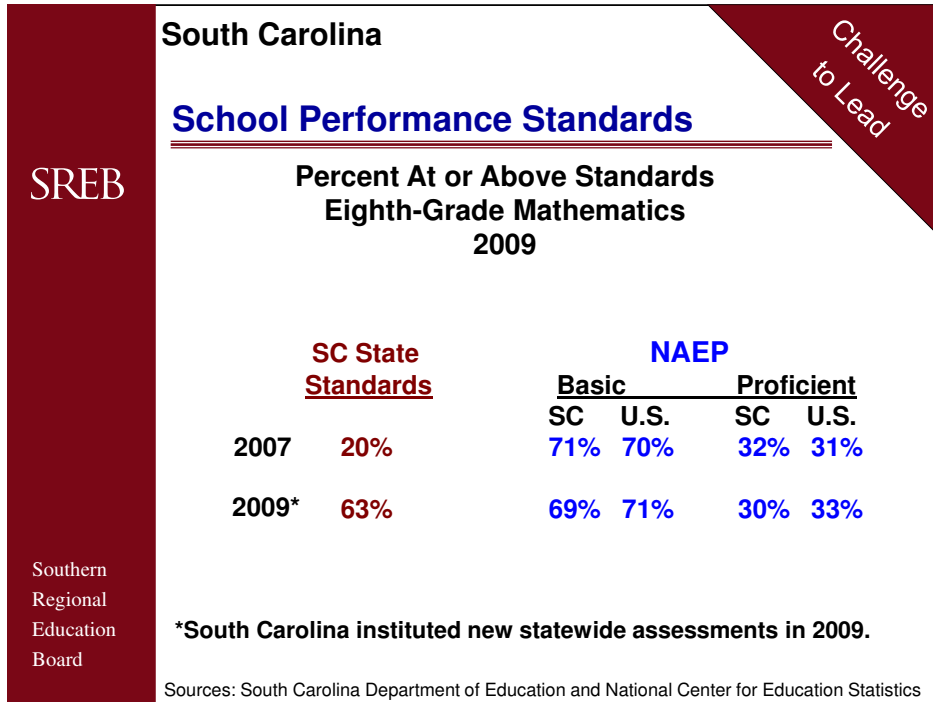 South Carolina
Challenge
to Lead
School Performance Standards
SREB
Percent At or Above Standards
Eighth-Grade Mathematics
2009
SC State NAEP
Standards Basic Proficient
SC U.S. SC U.S.
2007 20% 71% 70% 32% 31%
2009* 63% 69% 71% 30% 33%
Southern
Regional
Education
Board
*South Carolina instituted new statewide assessments in 2009.
Sources: South Carolina Department of Education and National Center for Education Statistics